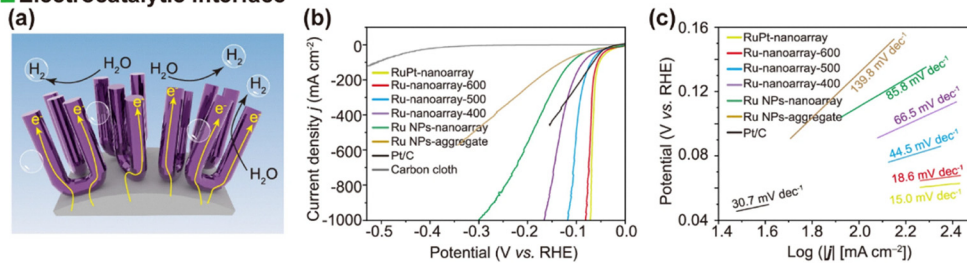 Electrocatalytic interface
(a)
H₂
H₂O
H₂O
H₂
H₂
e⁻
e⁻
e⁻
e⁻
e⁻
H₂O
(b)
Current density j (mA cm⁻²)
0
-200
-400
-600
-800
-1000
RuPt-nanoarray
Ru-nanoarray-600
Ru-nanoarray-500
Ru-nanoarray-400
Ru NPs-nanoarray
Ru NPs-aggregate
Pt/C
Carbon cloth
-0.5
-0.4
-0.3
-0.2
-0.1
0.0
Potential (V vs. RHE)
(c)
Potential (V vs. RHE)
0.16
0.12
0.08
0.04
RuPt-nanoarray
Ru-nanoarray-600
Ru-nanoarray-500
Ru-nanoarray-400
Ru NPs-nanoarray
Ru NPs-aggregate
Pt/C
139.8 mV dec⁻¹
85.8 mV dec⁻¹
66.5 mV dec⁻¹
44.5 mV dec⁻¹
18.6 mV dec⁻¹
15.0 mV dec⁻¹
30.7 mV dec⁻¹
1.4
1.6
1.8
2.0
2.2
2.4
Log (|j| [mA cm⁻²])